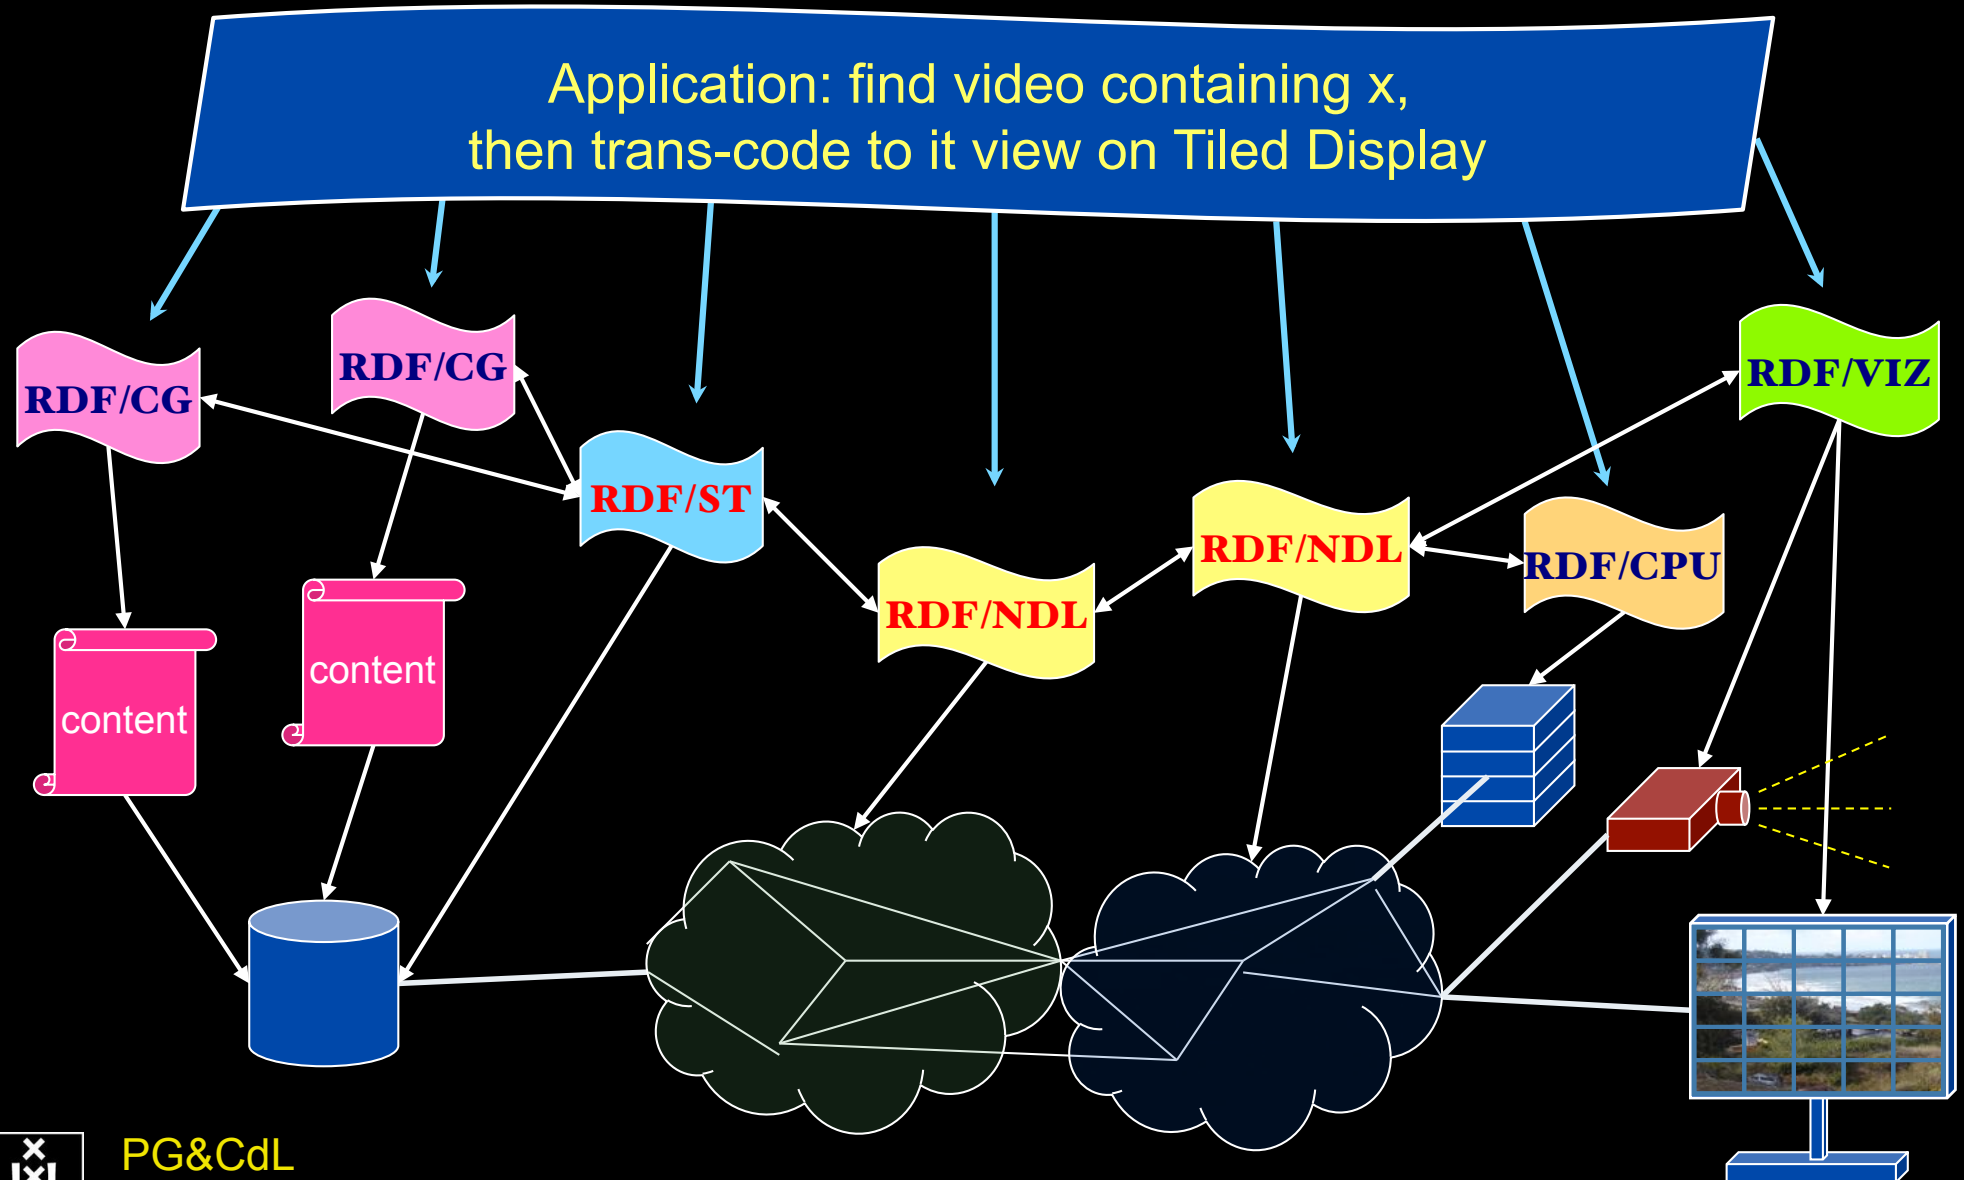 Application: find video containing x,
then trans-code to it view on Tiled Display
RDF/CG
RDF/CG
RDF/VIZ
RDF/ST
RDF/NDL
RDF/CPU
RDF/NDL
content
content
PG&CdL